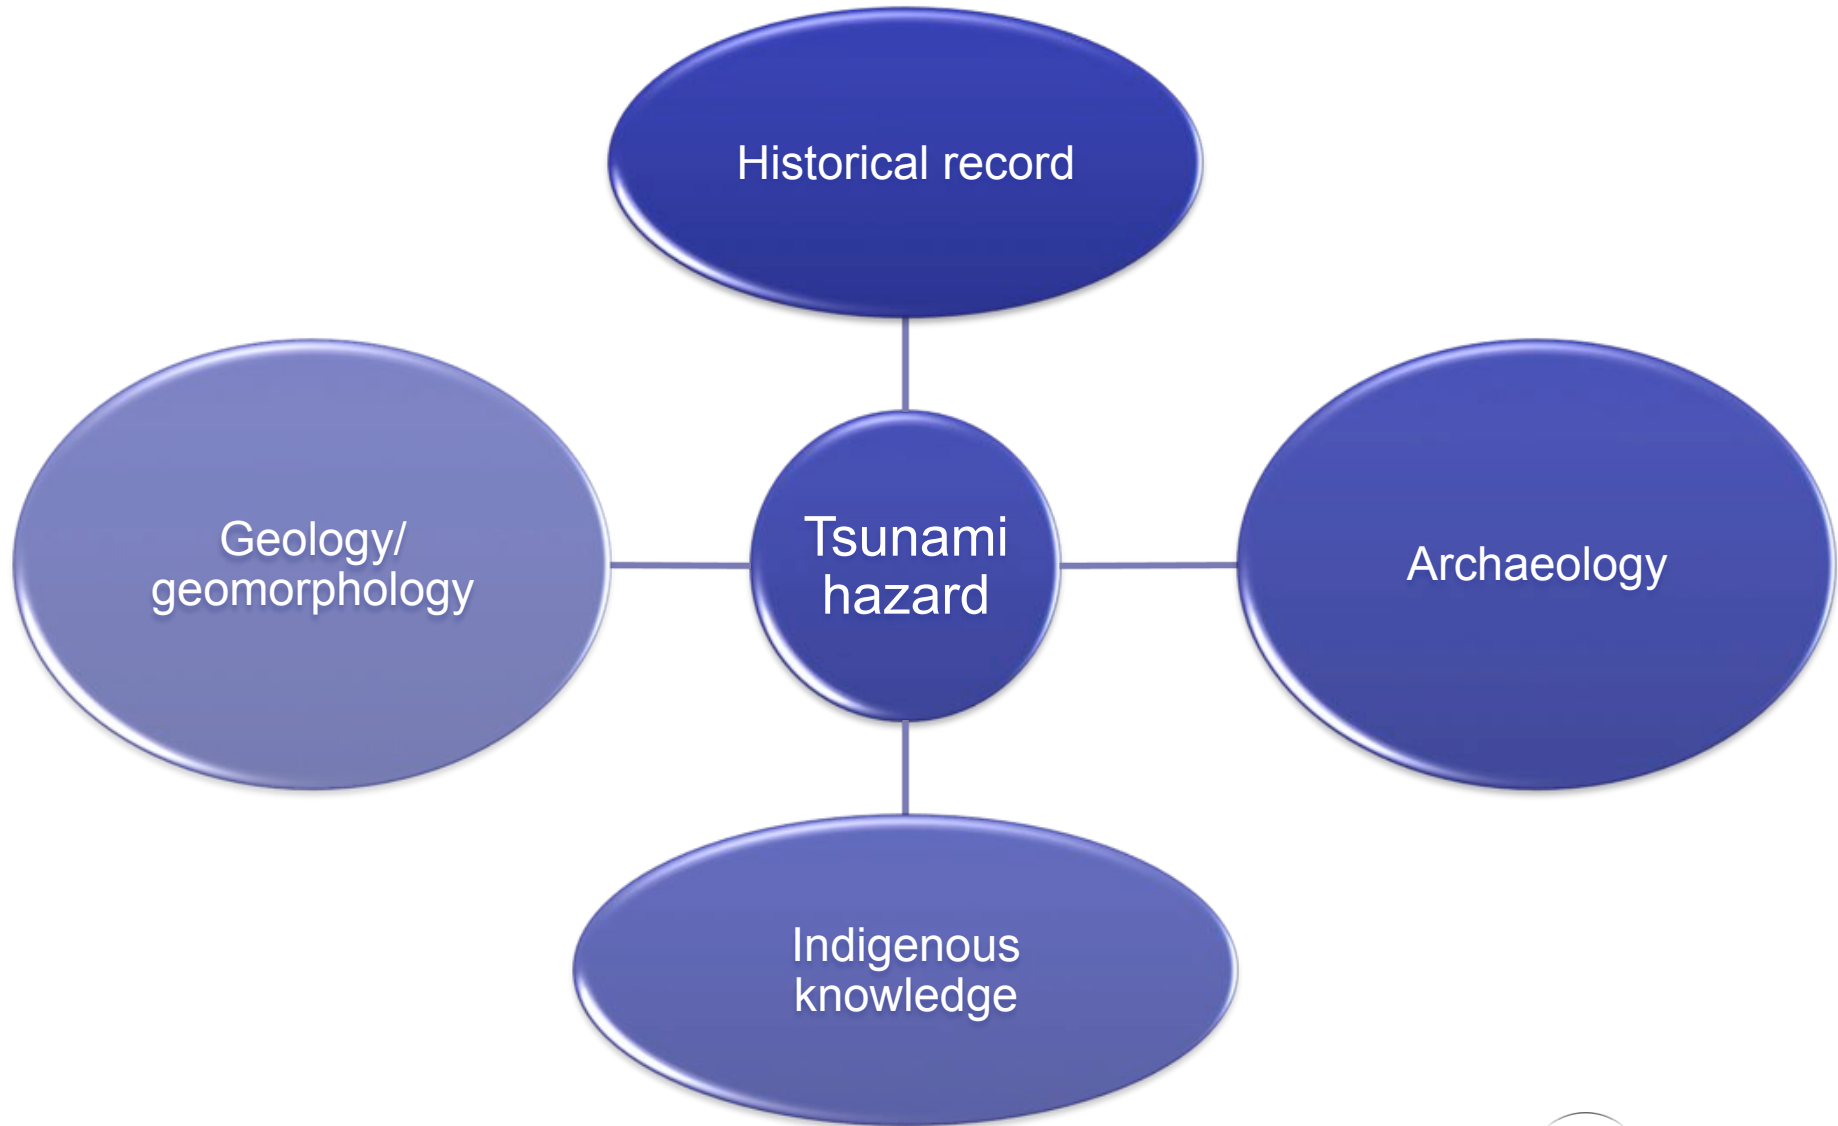 Historical record
Geology/
geomorphology
Tsunami
hazard
Archaeology
Indigenous
knowledge